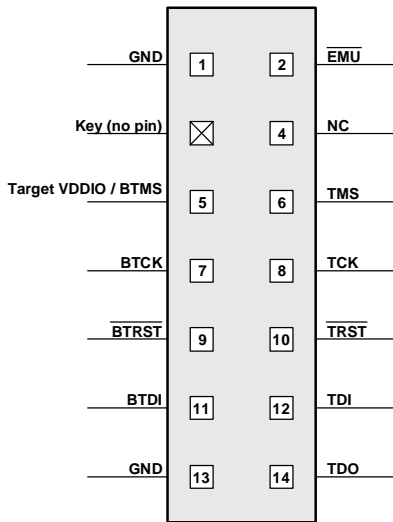 GND 1 2 EMU
Key (no pin) 4 NC
Target VDDIO / BTMS 5 6 TMS
BTCK 7 8 TCK
BTRST 9 10 TRST
BTDI 11 12 TDI
GND 13 14 TDO